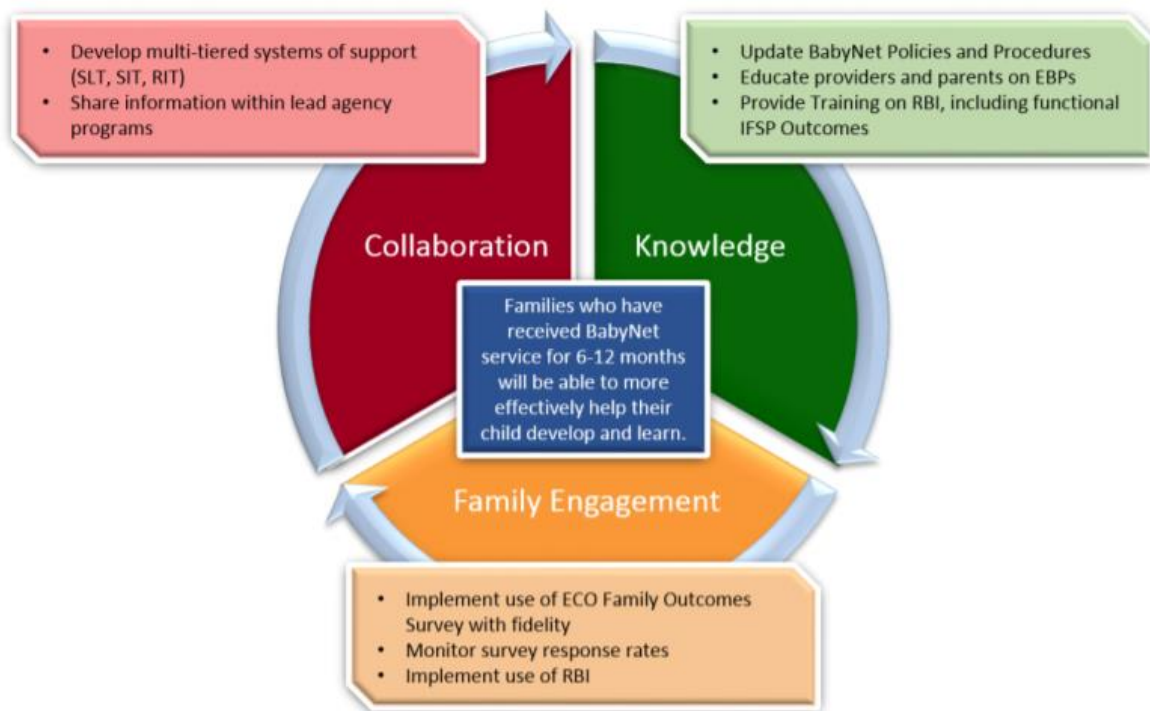 • Develop multi-tiered systems of support
(SLT, SIT, RIT)
• Share information within lead agency
programs
• Update BabyNet Policies and Procedures
• Educate providers and parents on EBPs
• Provide Training on RBI, including functional
IFSP Outcomes
Collaboration
Knowledge
Families who have
received BabyNet
service for 6-12 months
will be able to more
effectively help their
child develop and learn.
Family Engagement
• Implement use of ECO Family Outcomes
Survey with fidelity
• Monitor survey response rates
• Implement use of RBI